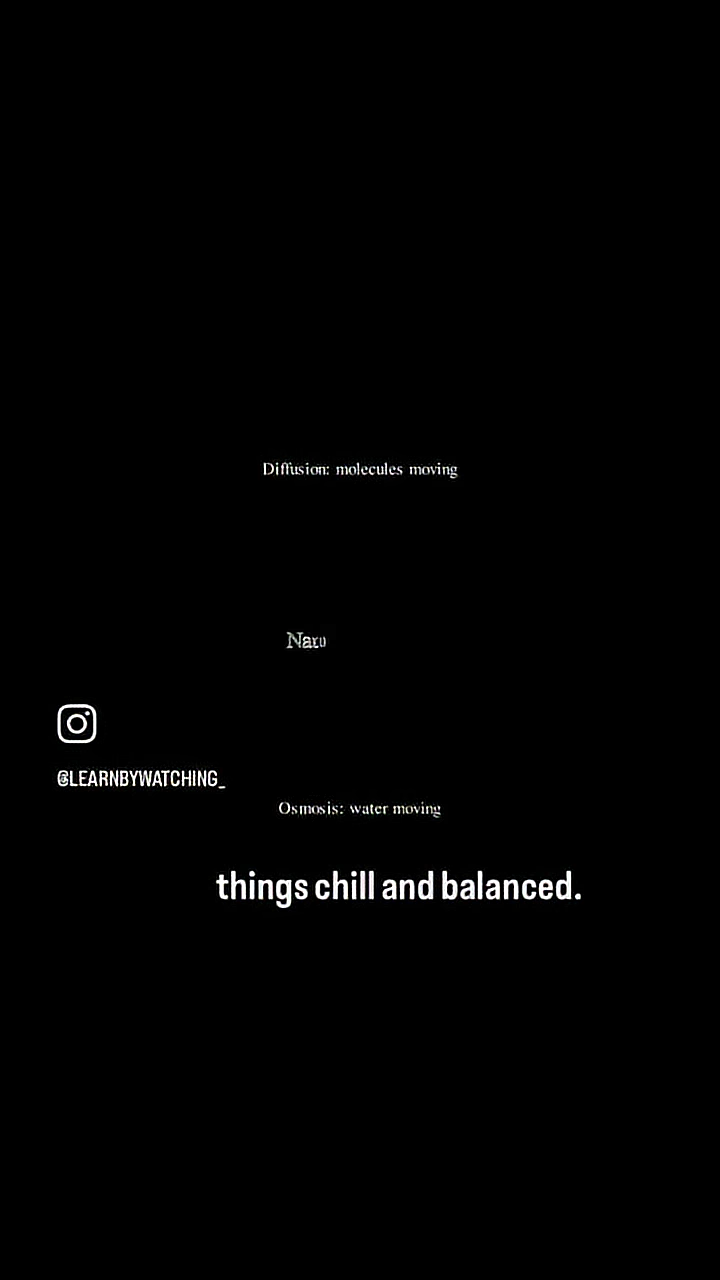 Diffusion: molecules moving
@LEARNBYWATCHING_
Osmosis: water moving
things chill and balanced.